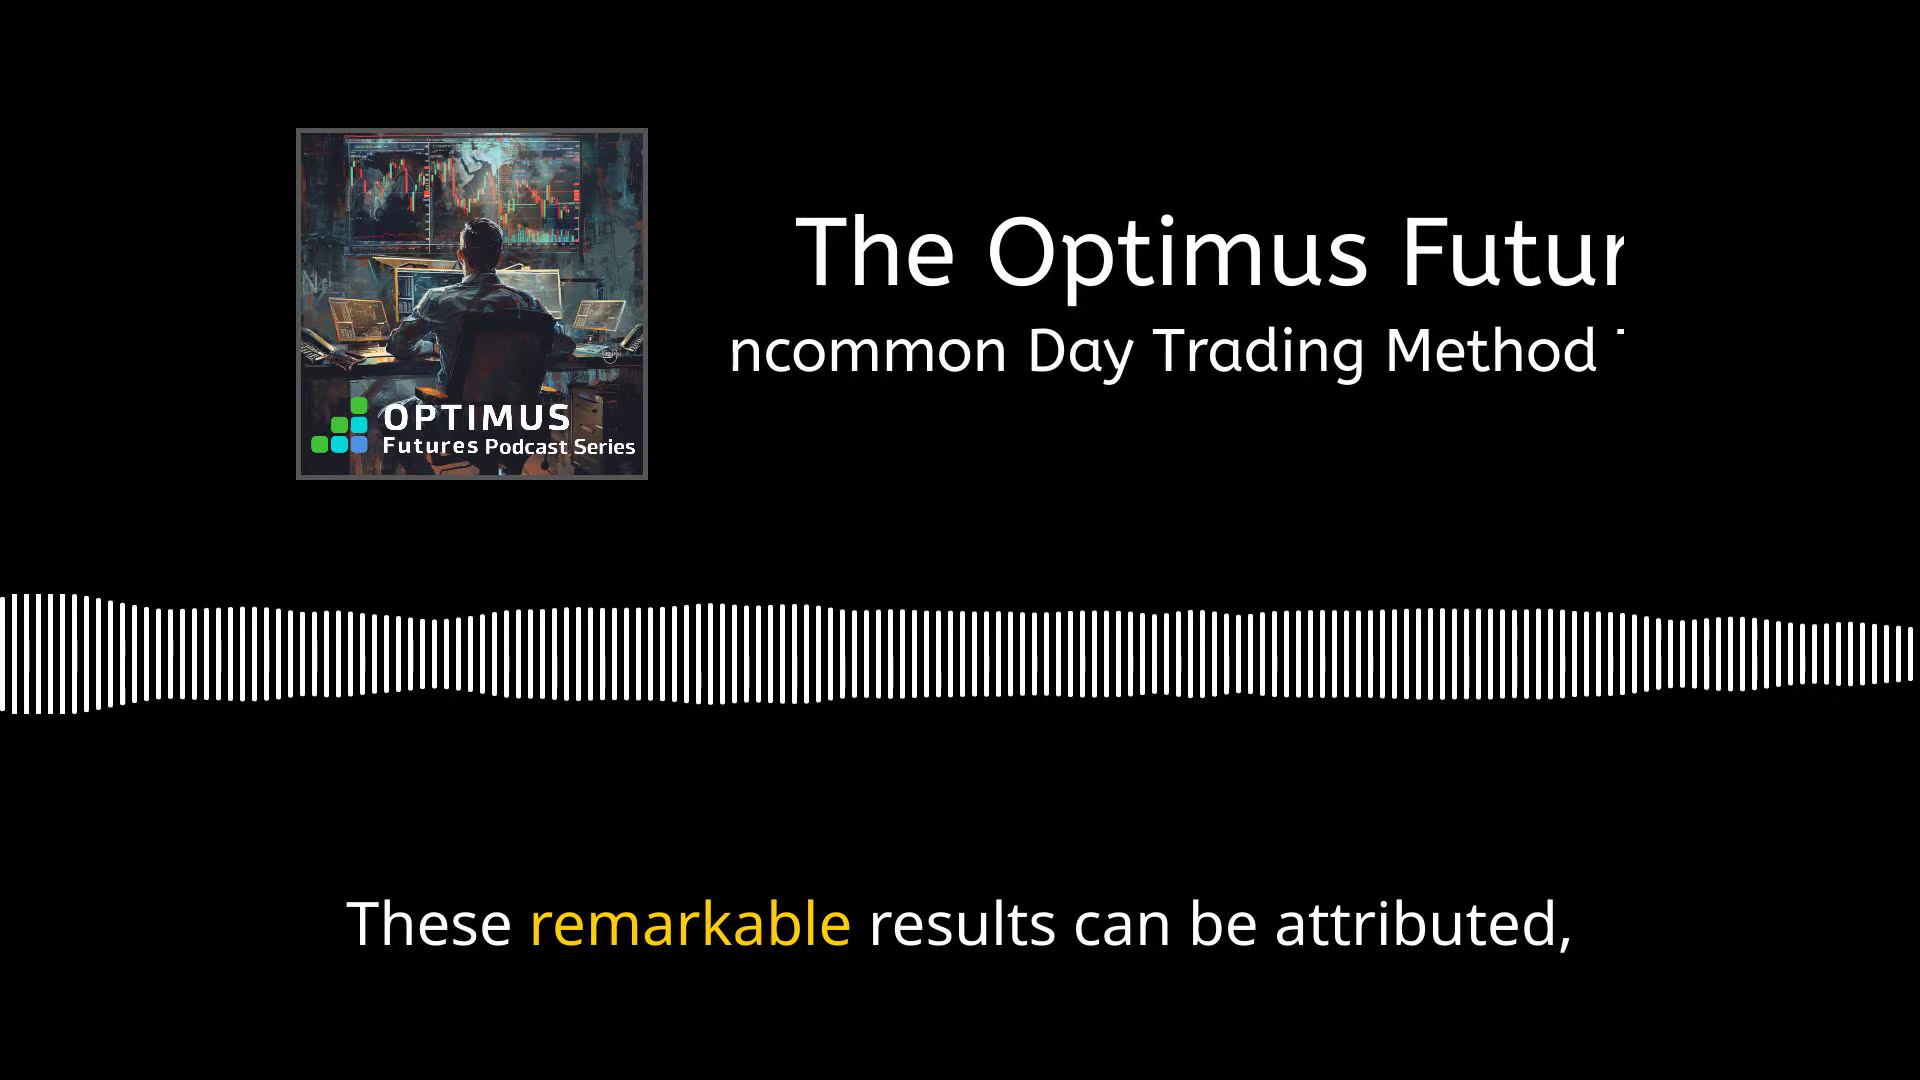 The Optimus Futur
ncommon Day Trading Method
OPTIMUS
Futures Podcast Series
These remarkable results can be attributed,